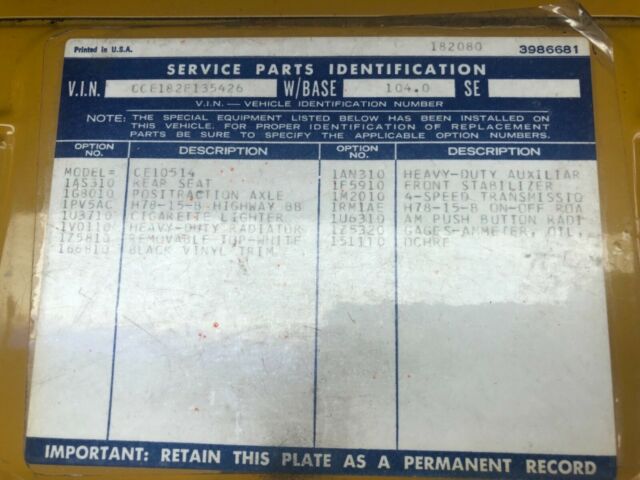 Printed in U.S.A. 182080 3986681
SERVICE PARTS IDENTIFICATION
V.I.N. CCE182F135426 W/BASE 104.0 SE
V.I.N. — VEHICLE IDENTIFICATION NUMBER
NOTE: THE SPECIAL EQUIPMENT LISTED BELOW HAS BEEN INSTALLED ON
THIS VEHICLE. FOR PROPER IDENTIFICATION OF REPLACEMENT
PARTS BE SURE TO SPECIFY THE APPLICABLE OPTION NUMBERS.
OPTION NO. DESCRIPTION OPTION NO. DESCRIPTION
MODEL= CE10514 1AN310 HEAVY-DUTY AUXILIAR
1AS310 REAR SEAT 1F5910 FRONT STABILIZER
1G8010 POSITRACTION AXLE 1M2010 4-SPEED TRANSMISSIO
1PV5AC H78-15-B-HIGHWAY BB 1RM1AE H78-15-B ON-OFF ROA
1U3710 CIGARETTE LIGHTER 1U6310 AM PUSH BUTTON RADI
1V0110 HEAVY-DUTY RADIATOR 1Z5320 GAGES-AMMETER, OIL,
1Z5810 REMOVABLE TOP-WHITE 151110 OCHRE
166810 BLACK VINYL TRIM
IMPORTANT: RETAIN THIS PLATE AS A PERMANENT RECORD